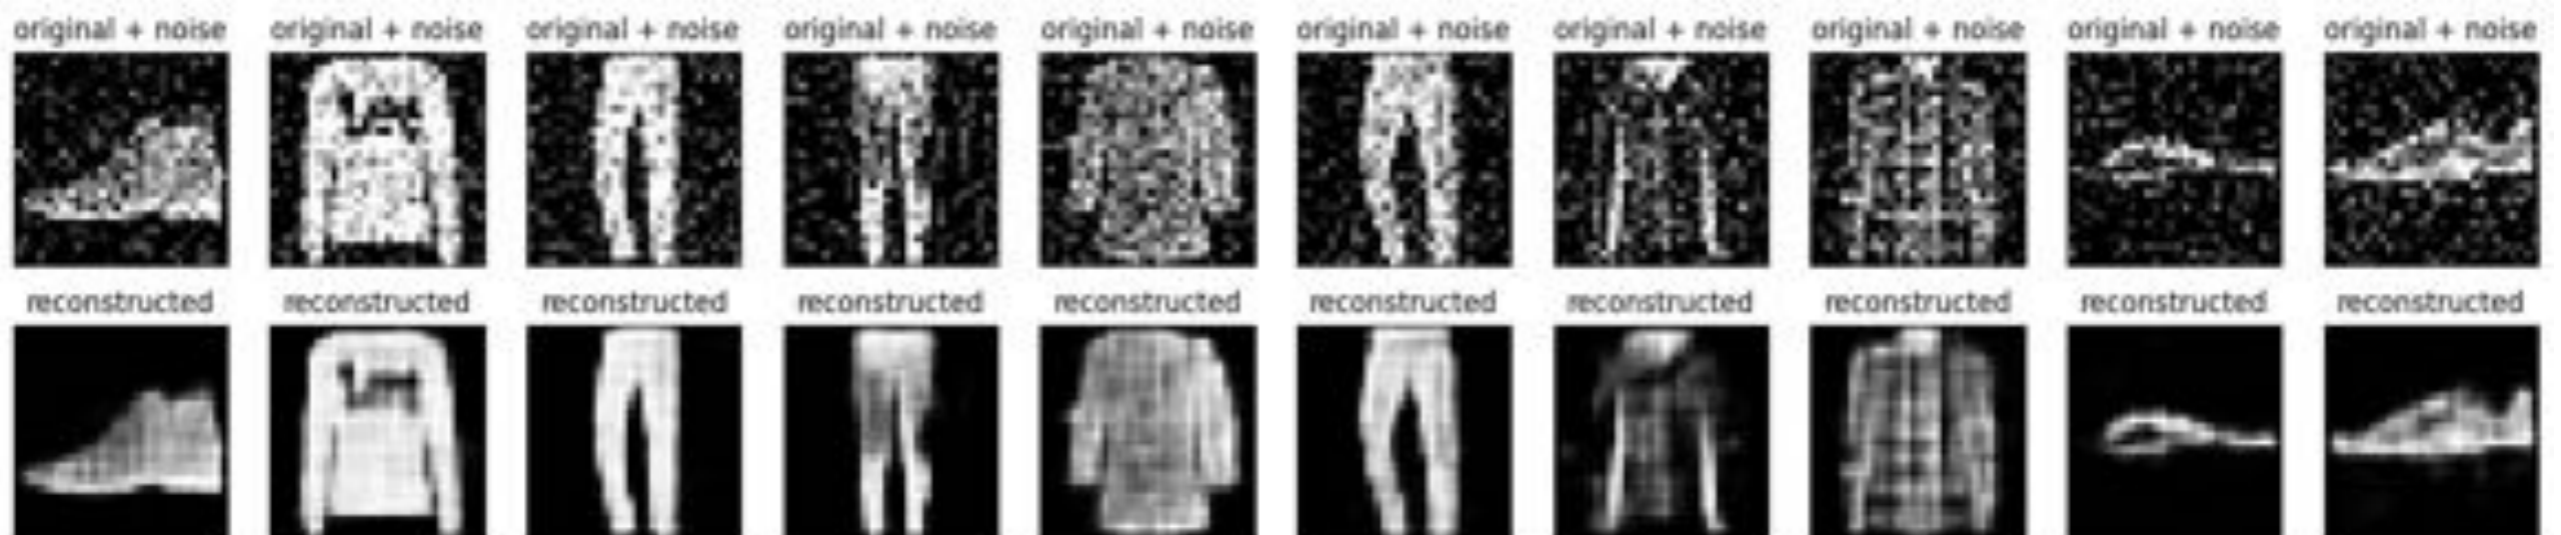 original + noise original + noise original + noise original + noise original + noise original + noise original + noise original + noise original + noise original + noise
reconstructed reconstructed reconstructed reconstructed reconstructed reconstructed reconstructed reconstructed reconstructed reconstructed